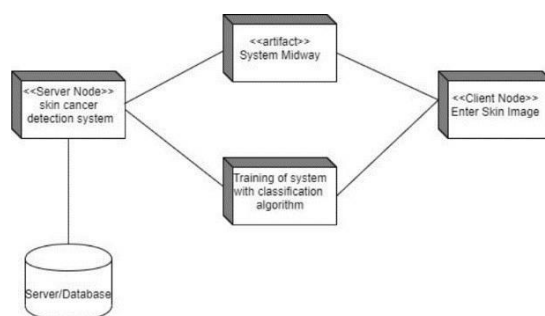 <<artifact>>
System Midway
<<Server Node>>
skin cancer
detection system
<<Client Node>>
Enter Skin Image
Training of system
with classification
algorithm
Server/Database